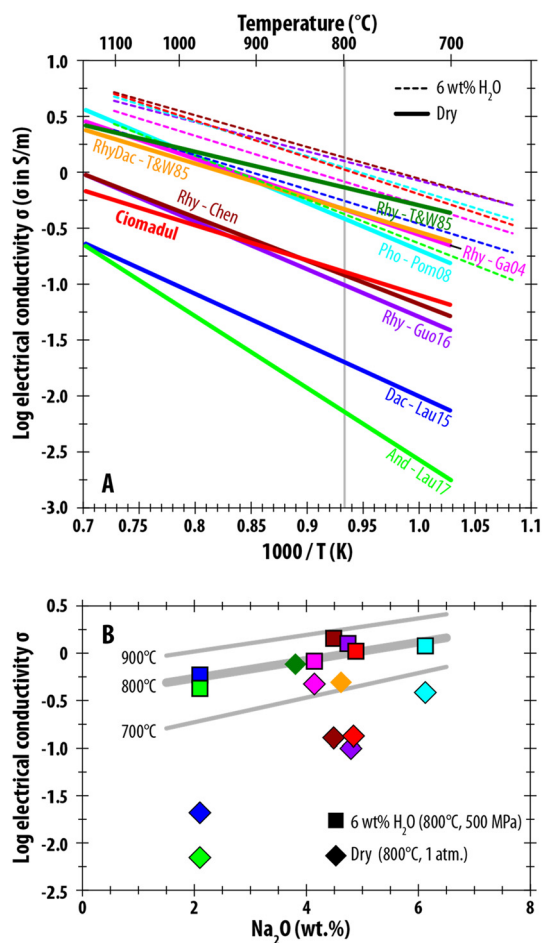 Temperature (°C)
1100 1000 900 800 700
1.0
0.5
0
-0.5
-1.0
-1.5
-2.0
-2.5
-3.0
Log electrical conductivity σ (σ in S/m)
6 wt% H₂O
Dry
RhyDac - T&W85
Rhy - Chen
Ciomadul
Rhy - T&W85
Rhy - Ga04
Pho - Pom08
Rhy - Guo16
Dac - Lau15
And - Lau17
A
0.7 0.75 0.8 0.85 0.9 0.95 1.0 1.05 1.1
1000 / T (K)
B
0.5
0
-0.5
-1.0
-1.5
-2.0
-2.5
Log electrical conductivity σ
900°C
800°C
700°C
6 wt% H₂O (800°C, 500 MPa)
Dry (800°C, 1 atm.)
0 2 4 6 8
Na₂O (wt.%)